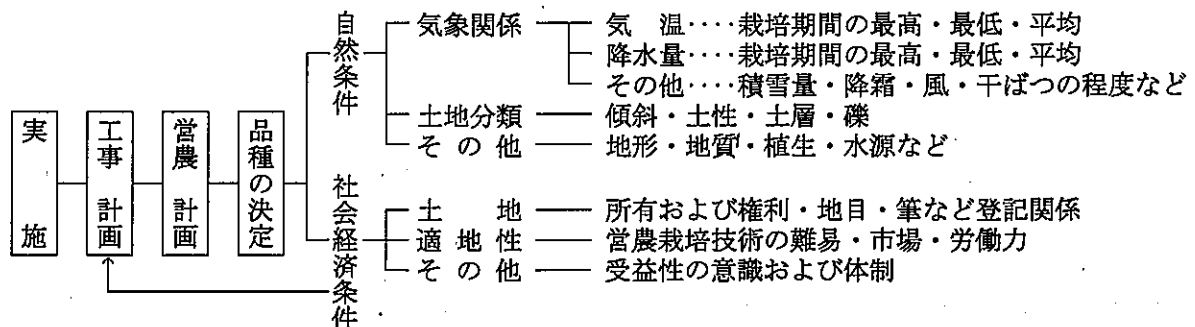 実施
工事計画
営農計画
品種の決定
自然条件
気象関係
気温‥‥栽培期間の最高・最低・平均
降水量‥‥栽培期間の最高・最低・平均
その他‥‥積雪量・降霜・風・干ばつの程度など
土地分類
傾斜・土性・土層・礫
その他
地形・地質・植生・水源など
社会経済条件
土地
所有および権利・地目・筆など登記関係
適地性
営農栽培技術の難易・市場・労働力
その他
受益性の意識および体制